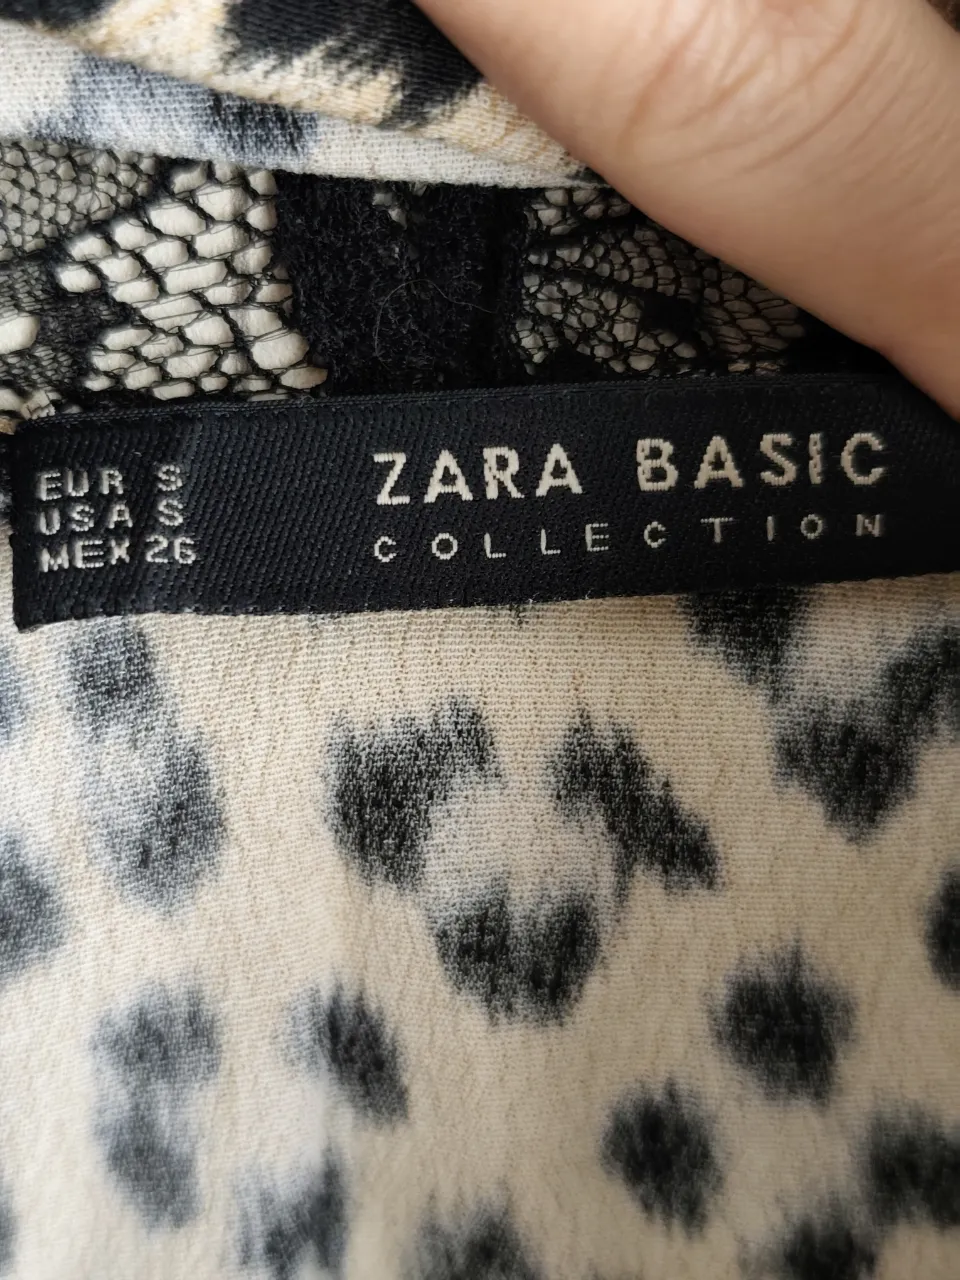 EUR S
USA S
MEX 26
ZARA BASIC
COLLECTION